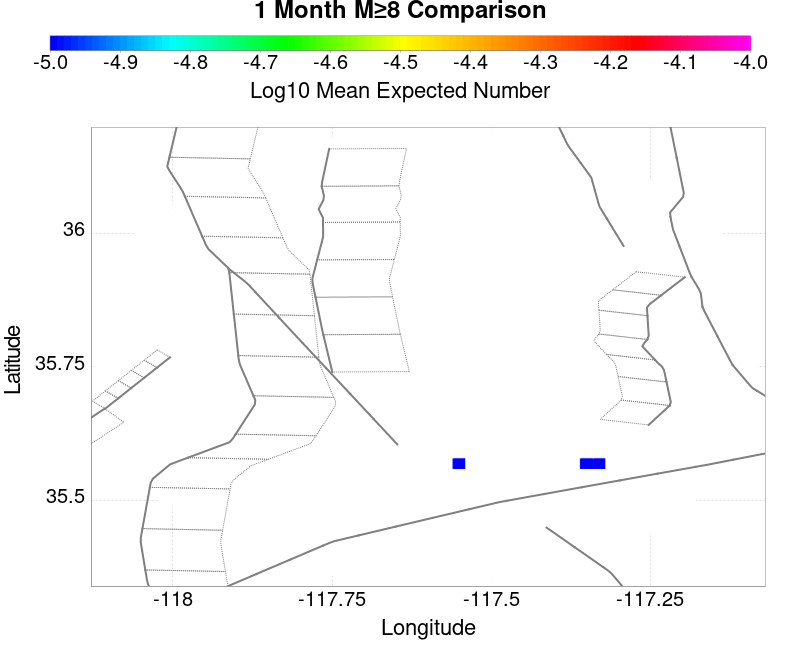 1 Month M≥8 Comparison
-5.0 -4.9 -4.8 -4.7 -4.6 -4.5 -4.4 -4.3 -4.2 -4.1 -4.0
Log10 Mean Expected Number
36
35.75
35.5
Latitude
-118 -117.75 -117.5 -117.25
Longitude